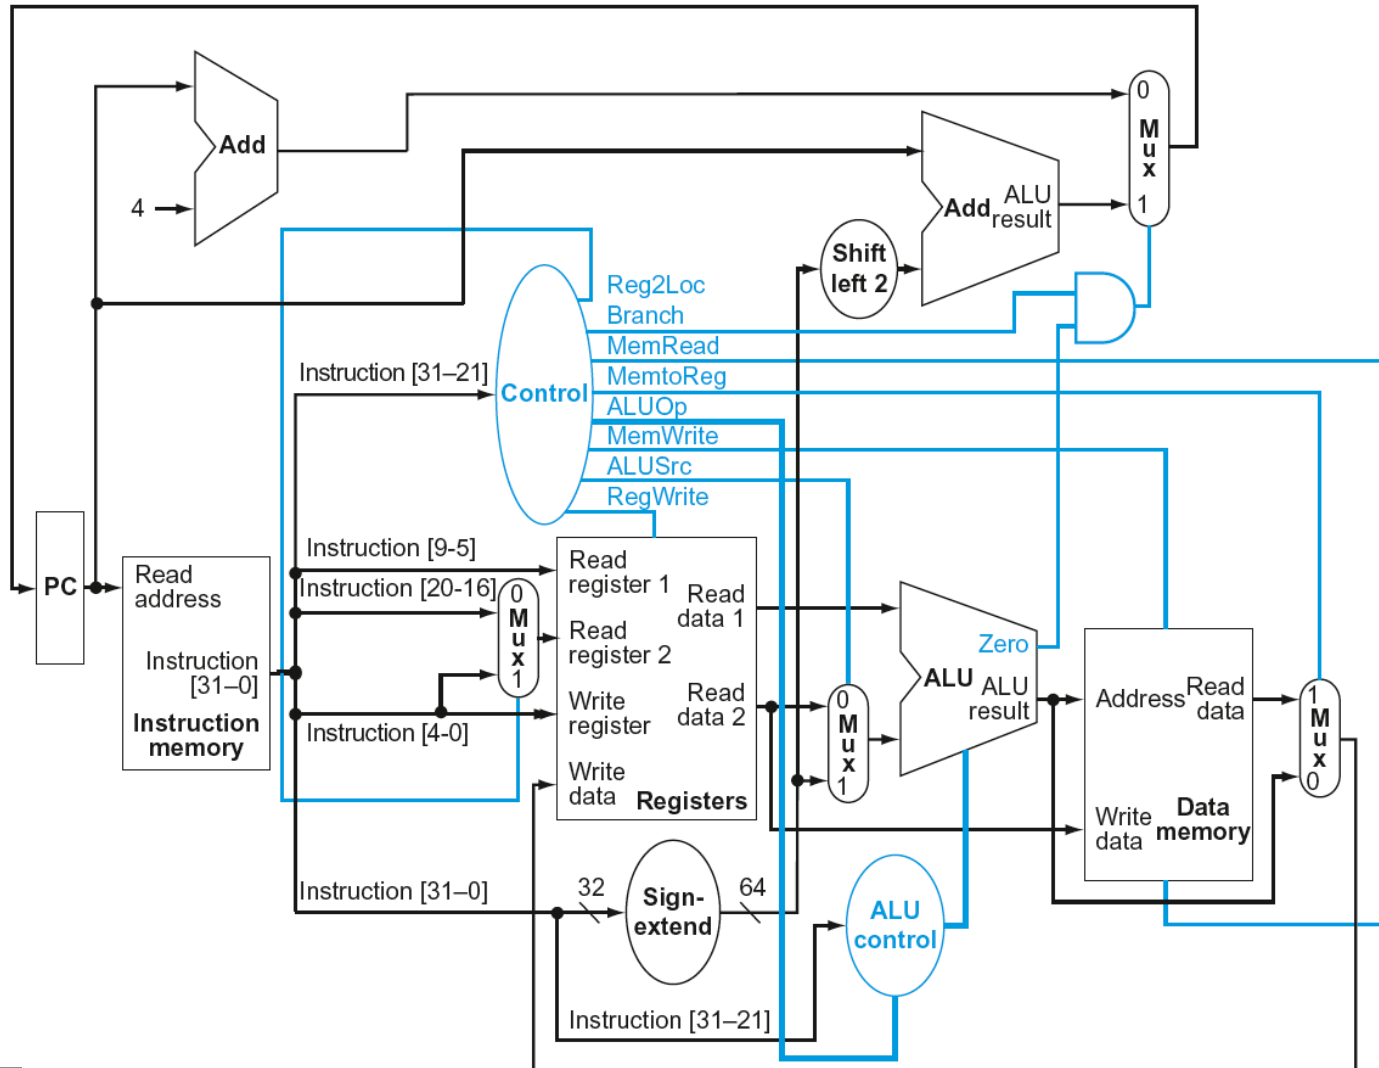 0
M
u
x
1
Add
4
Add
ALU
result
Shift
left 2
Reg2Loc
Branch
MemRead
MemtoReg
ALUOp
MemWrite
ALUSrc
RegWrite
Instruction [31–21]
Control
Instruction [9-5]
Instruction [20-16]
Instruction [4-0]
PC
Read
address
Instruction
[31–0]
Instruction
memory
0
M
u
x
1
Read
register 1
Read
register 2
Write
register
Write
data
Read
data 1
Read
data 2
Registers
0
M
u
x
1
Zero
ALU
ALU
result
Address
Read
data
Write
data
Data
memory
1
M
u
x
0
Instruction [31–0]
32
Sign-
extend
64
ALU
control
Instruction [31–21]